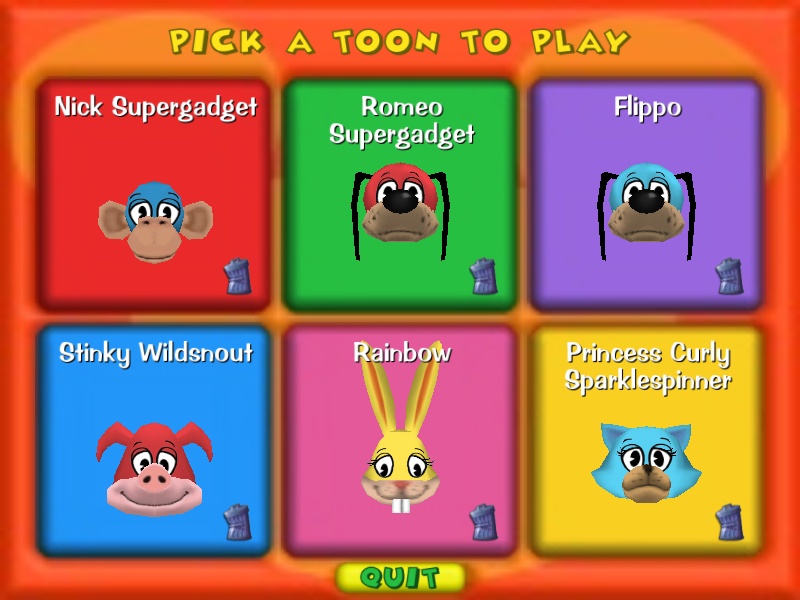 PICK A TOON TO PLAY
Nick Supergadget
Romeo
Supergadget
Flippo
Stinky Wildsnout
Rainbow
Princess Curly
Sparklespinner
QUIT